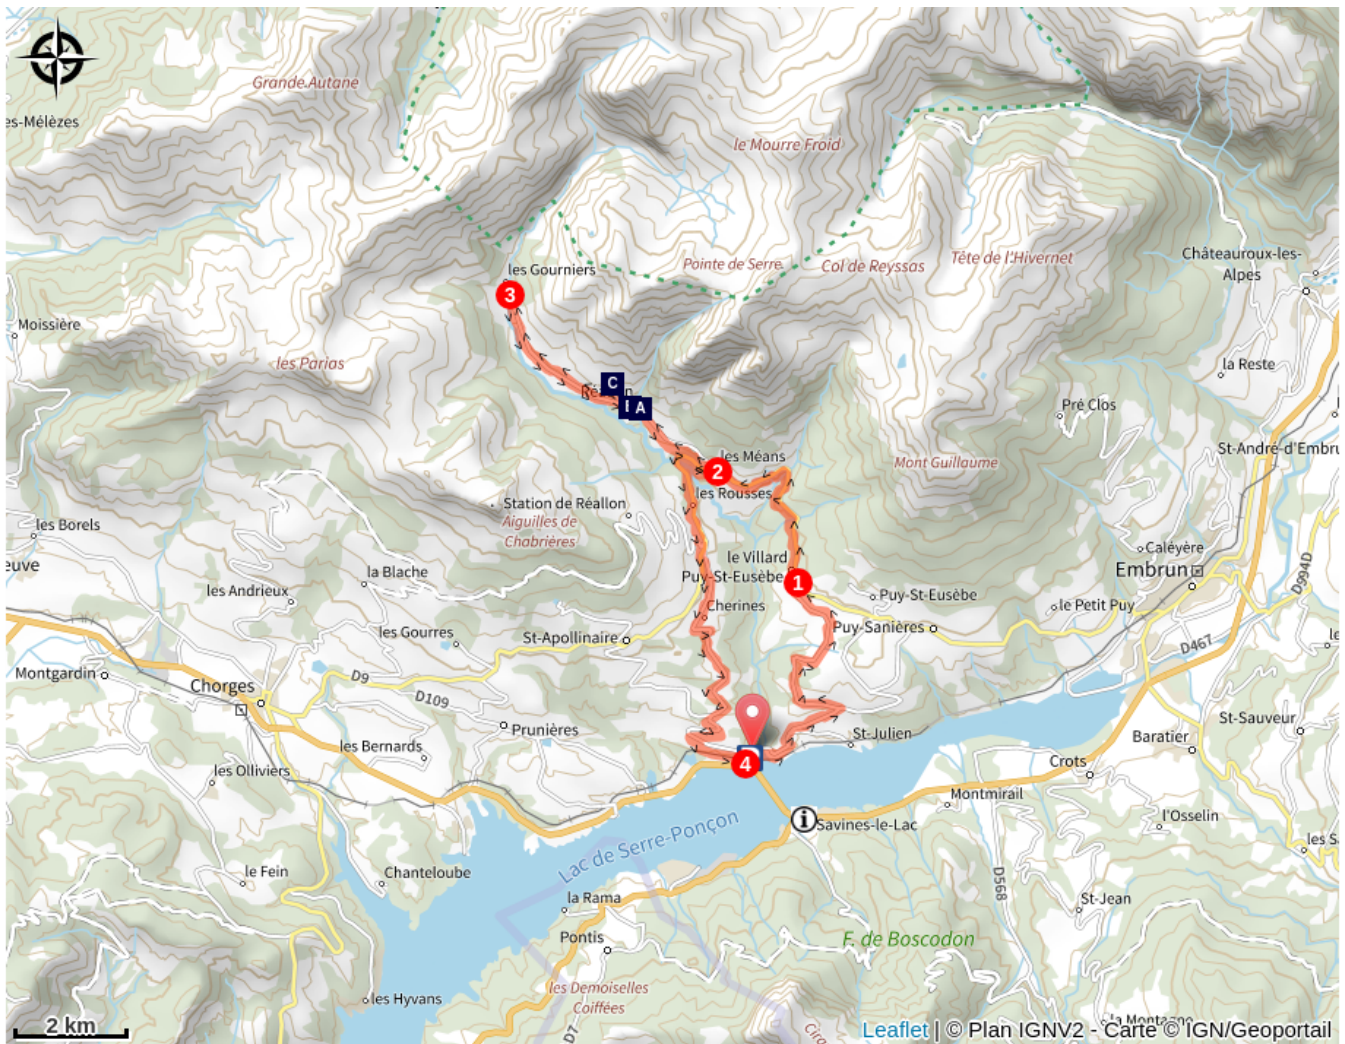 Grande Autane
es-Mélèzes
le Mourre Froid
Châteauroux-les-
Alpes
Pointe de Serre
Col de Reyssas
Tête de l'Hivernet
les Gourniers
3
Moissière
les Parias
la Reste
C
A
Pré Clos
St-André-d'Embru
Mont Guillaume
les Méans
2
les Rousses
Station de Réallon
Aiguilles de
Chabrières
les Borels
euve
la Blache
les Andrieux
le Villard
Puy-St-Eusèbe
1
Caléyère
Embrun
D994D
Puy-St-Eusèbe
le Petit Puy
Cherines
Puy-Sanières
les Gourres
St-Apollinaire
D467
Montgardin
Chorges
D9
D109
Prunières
St-Julien
St-Sauveur
Baratier
les Bernards
4
Crots
les Olliviers
Montmirail
i
Savines-le-Lac
l'Osselin
Lac de Serre-Ponçon
les S
le Fein
Chanteloube
D568
St-Jean
la Rama
Pontis
F. de Boscodon
les Demoiselles
Coiffées
les Hyvans
D7
2 km
Leaflet | © Plan IGNV2 - Carte © IGN/Geoportail